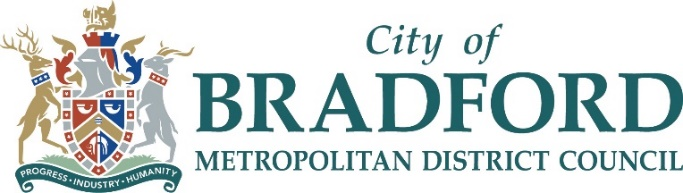 City of
BRADFORD
METROPOLITAN DISTRICT COUNCIL
PROGRESS · INDUSTRY · HUMANITY